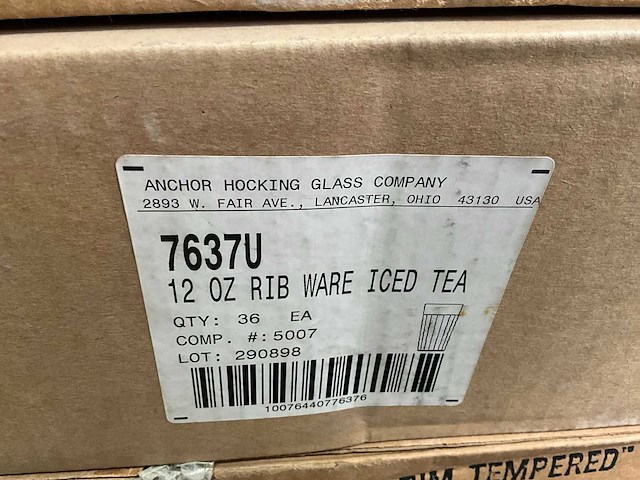 ANCHOR HOCKING GLASS COMPANY
2893 W. FAIR AVE., LANCASTER, OHIO 43130 USA
7637U
12 OZ RIB WARE ICED TEA
QTY: 36 EA
COMP. #: 5007
LOT: 290898
10076440776376
TEMPERED™